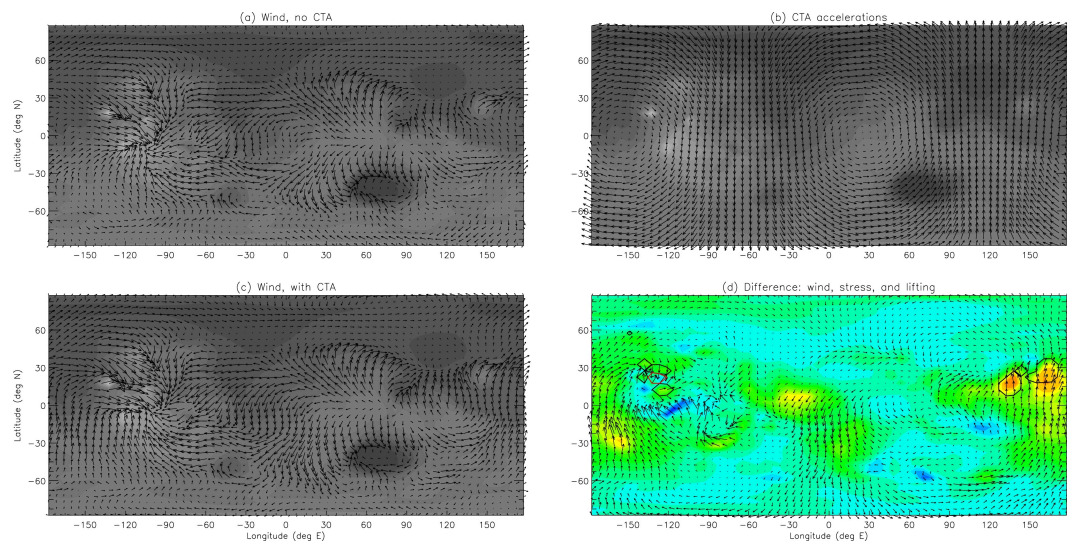 (a) Wind, no CTA
(b) CTA accelerations
Latitude (deg N)
60
30
0
−30
−60
60
30
0
−30
−60
−150 −120 −90 −60 −30 0 30 60 90 120 150
−150 −120 −90 −60 −30 0 30 60 90 120 150
(c) Wind, with CTA
(d) Difference: wind, stress, and lifting
Latitude (deg N)
60
30
0
−30
−60
60
30
0
−30
−60
−150 −120 −90 −60 −30 0 30 60 90 120 150
−150 −120 −90 −60 −30 0 30 60 90 120 150
Longitude (deg E)
Longitude (deg E)